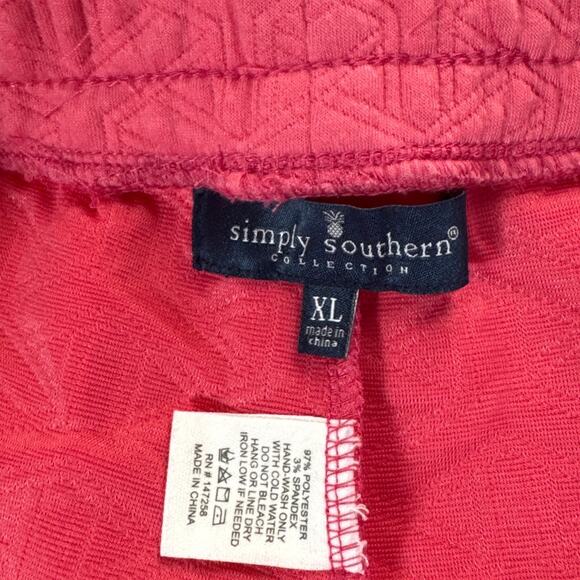 simply southern®
COLLECTION
XL
made in
china
97% POLYESTER
3% SPANDEX
HAND-WASH ONLY
WITH COLD WATER
DO NOT BLEACH
HANG OR LINE DRY
IRON LOW IF NEEDED
RN # 147258
MADE IN CHINA